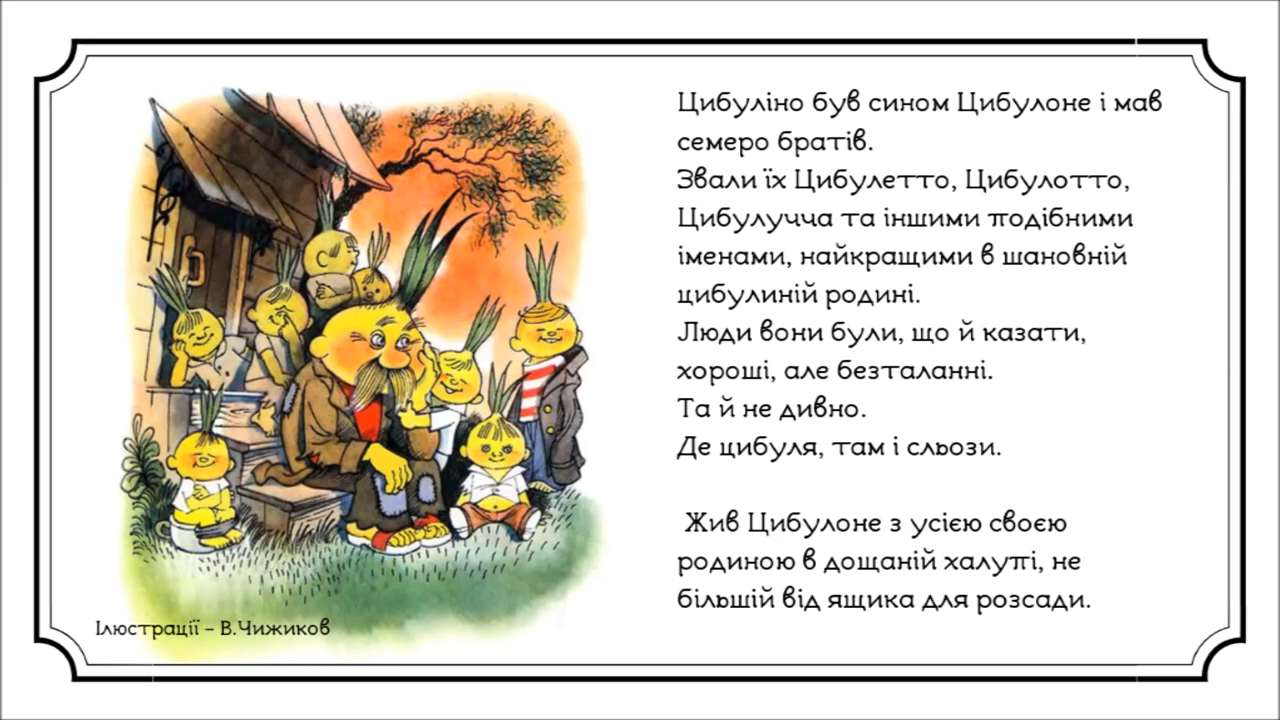 Цибуліно був сином Цибулоне і мав
семеро братів.
Звали їх Цибулетто, Цибулотто,
Цибулучча та іншими подібними
іменами, найкращими в шановній
цибулиній родині.
Люди вони були, що й казати,
хороші, але безталанні.
Та й не дивно.
Де цибуля, там і сльози.
Жив Цибулоне з усією своєю
родиною в дощаній халупі, не
більшій від ящика для розсади.
Ілюстрації – В.Чижиков